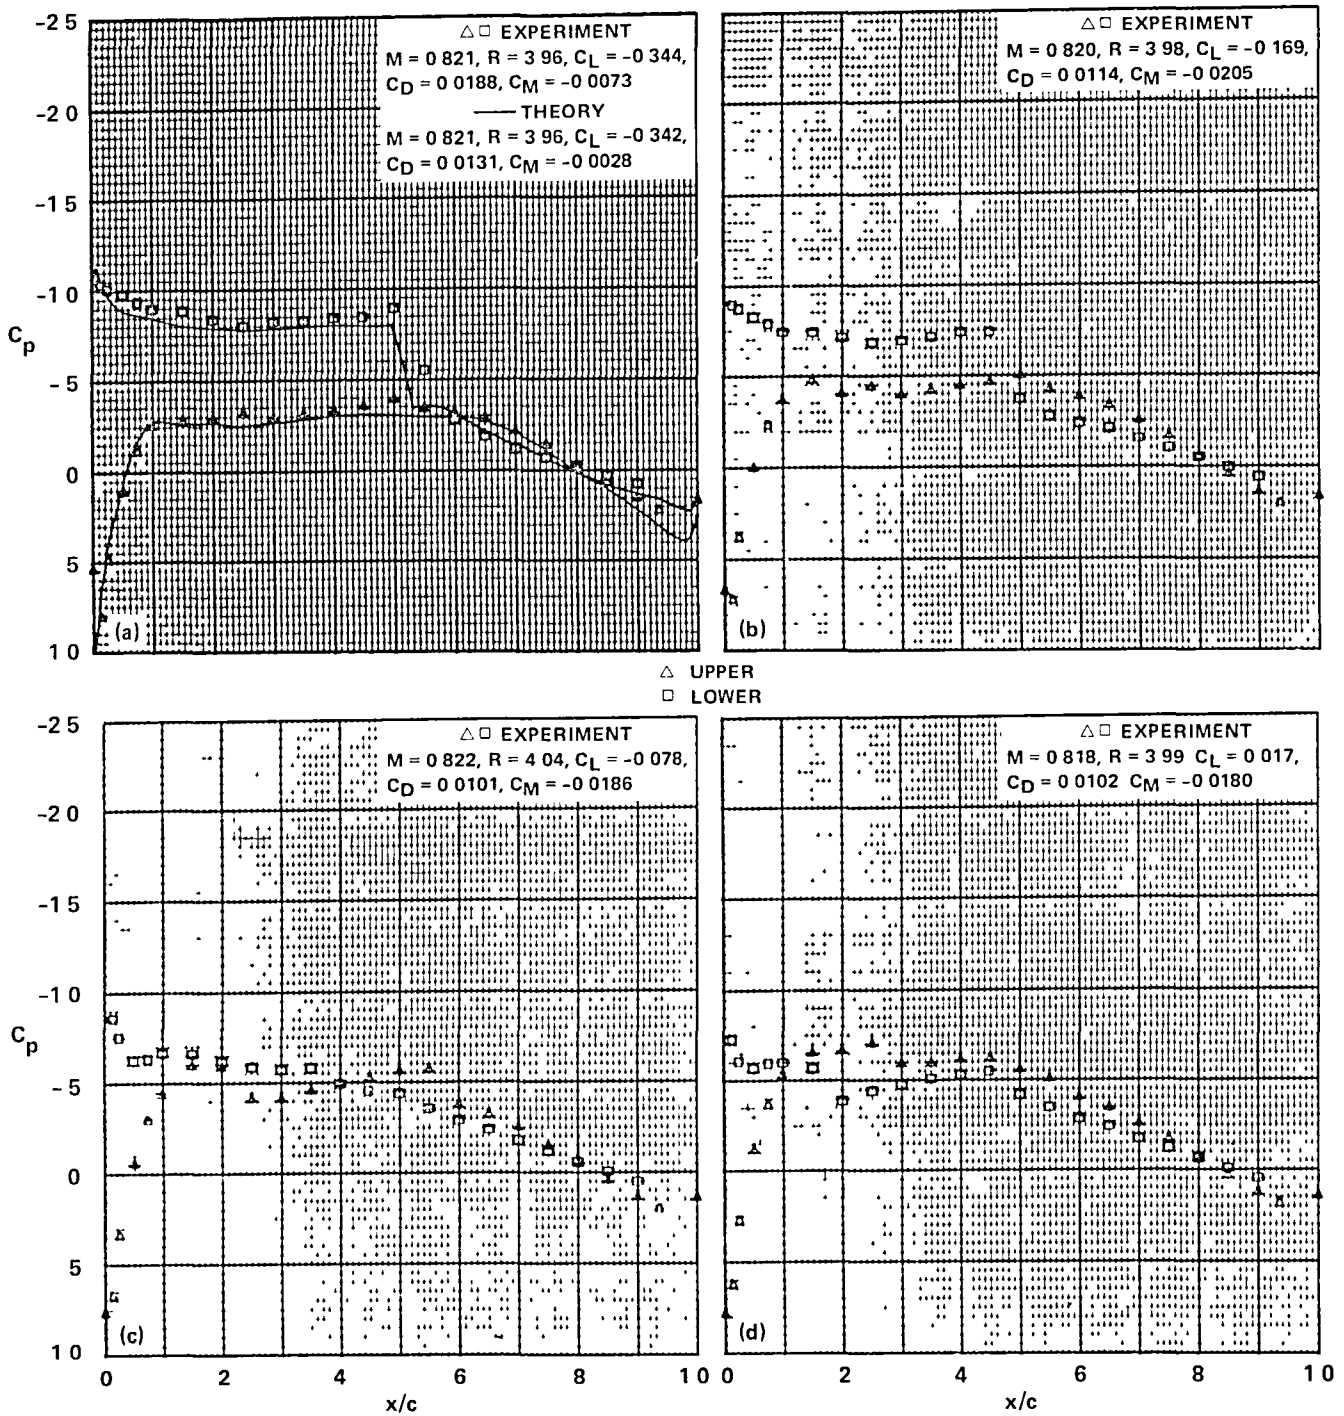 △ □ EXPERIMENT
M = 0 821, R = 3 96, CL = -0 344,
CD = 0 0188, CM = -0 0073
—— THEORY
M = 0 821, R = 3 96, CL = -0 342,
CD = 0 0131, CM = -0 0028
-2 5
-2 0
-1 5
-1 0
Cp
-5
0
5
1 0
(a)
△ □ EXPERIMENT
M = 0 820, R = 3 98, CL = -0 169,
CD = 0 0114, CM = -0 0205
(b)
△ UPPER
□ LOWER
△ □ EXPERIMENT
M = 0 822, R = 4 04, CL = -0 078,
CD = 0 0101, CM = -0 0186
-2 5
-2 0
-1 5
-1 0
Cp
-5
0
5
1 0
(c)
0 2 4 6 8 1 0
x/c
△ □ EXPERIMENT
M = 0 818, R = 3 99 CL = 0 017,
CD = 0 0102 CM = -0 0180
(d)
0 2 4 6 8 1 0
x/c